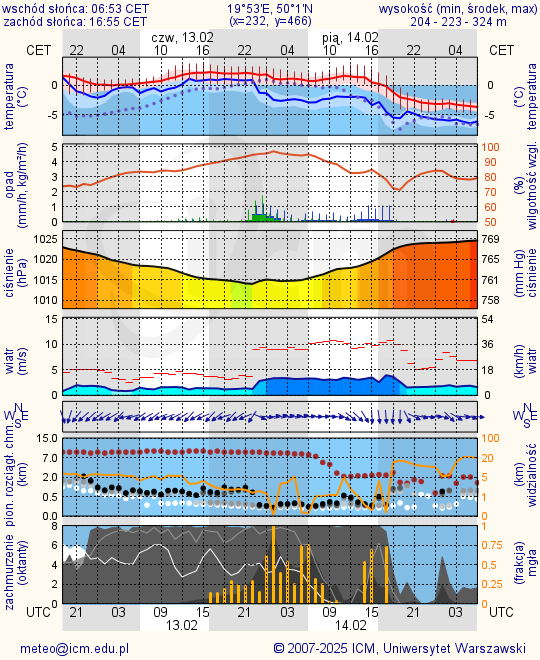 wschód słońca: 06:53 CET 19°53'E, 50°1'N wysokość (min, środek, max)
zachód słońca: 16:55 CET (x=232, y=466) 204 - 223 - 324 m
czw, 13.02 pią, 14.02
CET 22 04 10 16 22 04 10 16 22 04 CET
temperatura (°C) 0 -5 0 -5 (°C) temperatura
opad (mm/h, kg/m²/h) 5 4 3 2 1 0 100 90 80 70 60 50 (%) wilgotność wzgl.
ciśnienie (hPa) 1025 1020 1015 1010 769 765 761 758 (mm Hg) ciśnienie
wiatr (m/s) 15 10 5 0 54 36 18 0 (km/h) wiatr
N W E S N W E S
pion. rozciągł. chm. (km) 15.0 7.0 2.0 0.5 0.0 100 20 5 1 0 (km) widzialność
zachmurzenie (oktanty) 8 6 4 2 0 1 0.75 0.5 0.25 0 (frakcja) mgła
UTC 21 03 09 15 21 03 09 15 21 03 UTC
13.02 14.02
meteo@icm.edu.pl © 2007-2025 ICM, Uniwersytet Warszawski